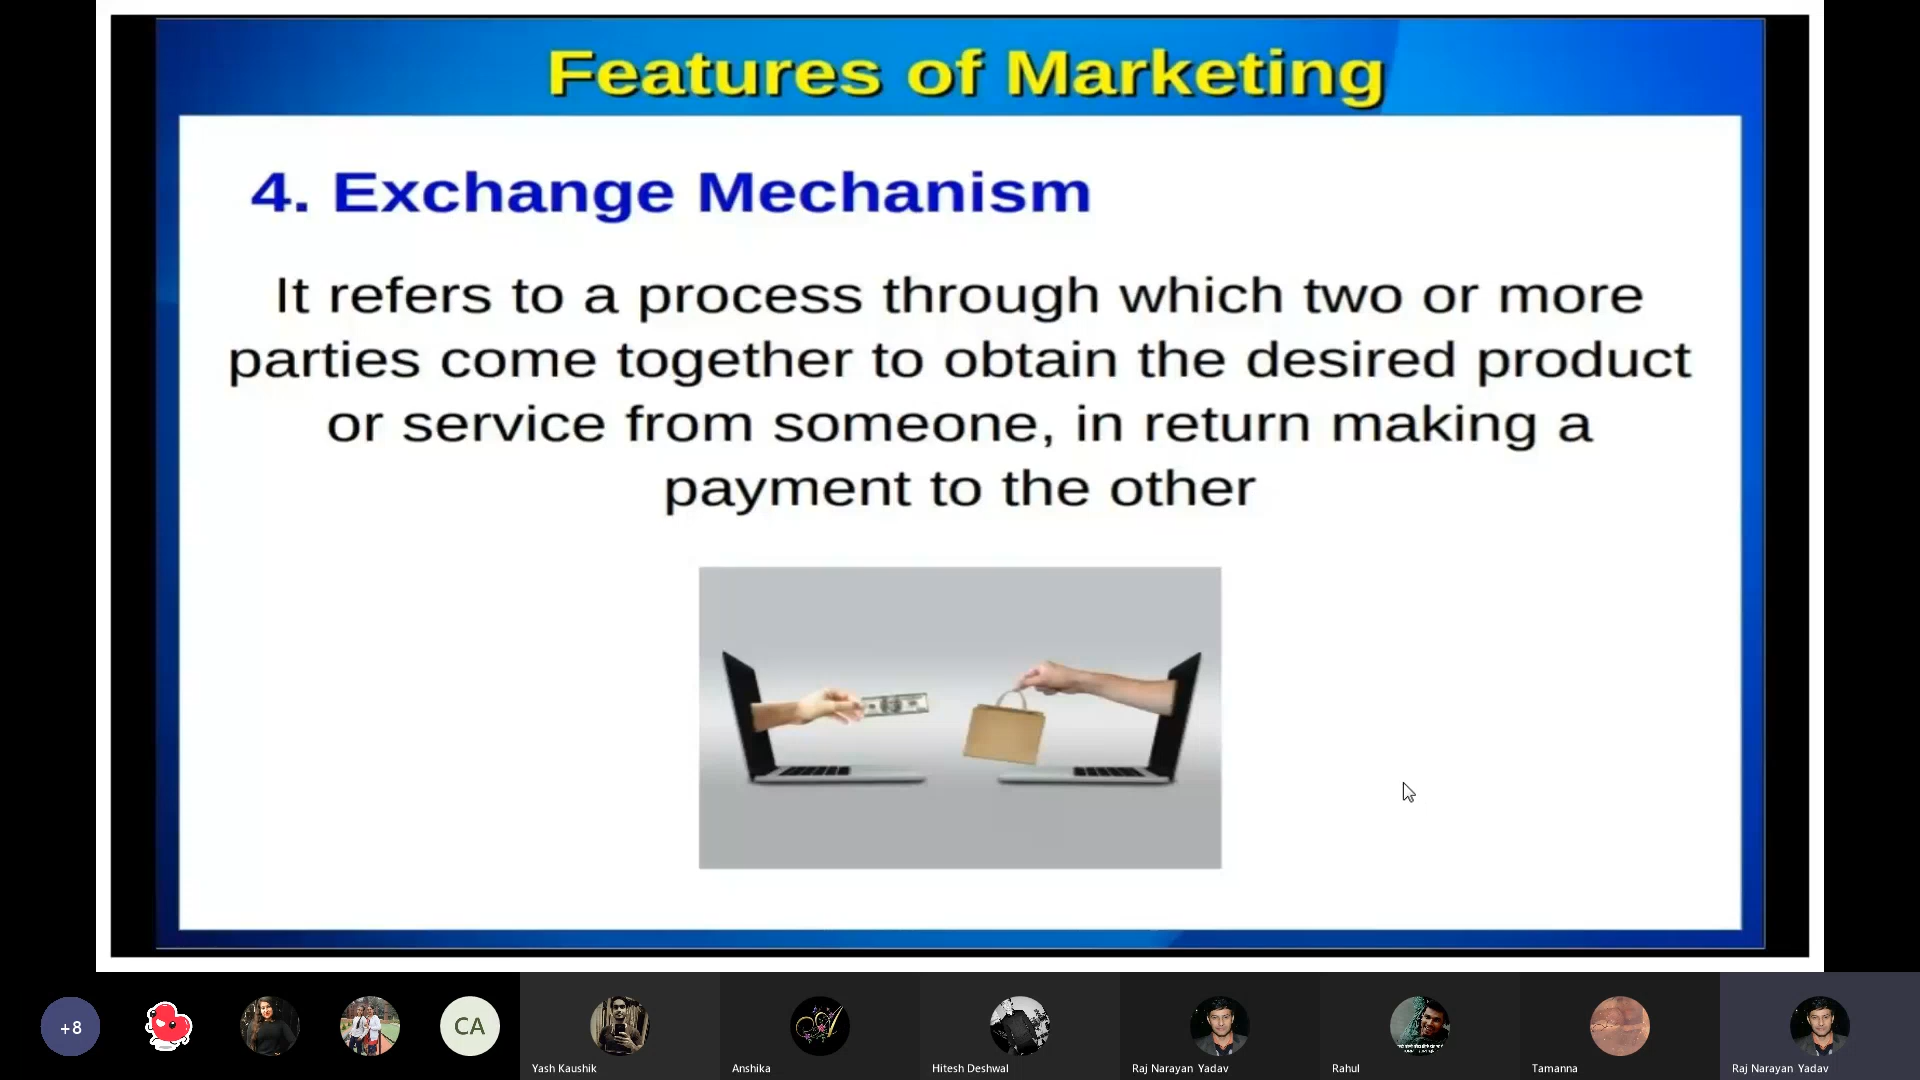 Features of Marketing
4. Exchange Mechanism
It refers to a process through which two or more
parties come together to obtain the desired product
or service from someone, in return making a
payment to the other
+8
CA
Yash Kaushik
Anshika
Hitesh Deshwal
Raj Narayan Yadav
Rahul
Tamanna
Raj Narayan Yadav